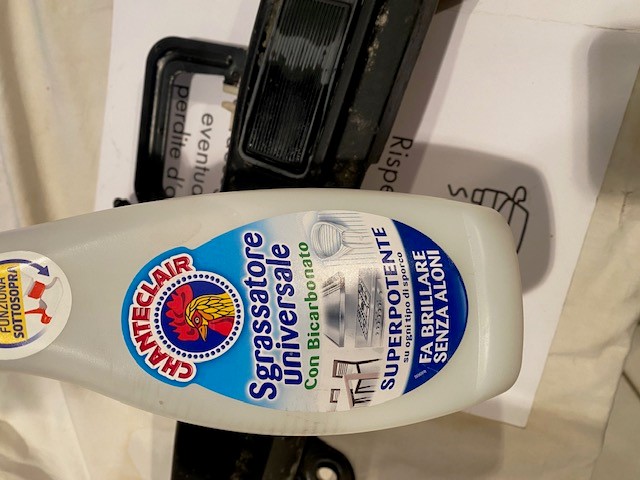 FUNZIONA
SOTTOSOPRA
CHANTECLAIR
Sgrassatore
universale
Con Bicarbonato
SUPERPOTENTE
su ogni tipo di sporco
FA BRILLARE
SENZA ALONI
eventua
perdite d'a
Rispe